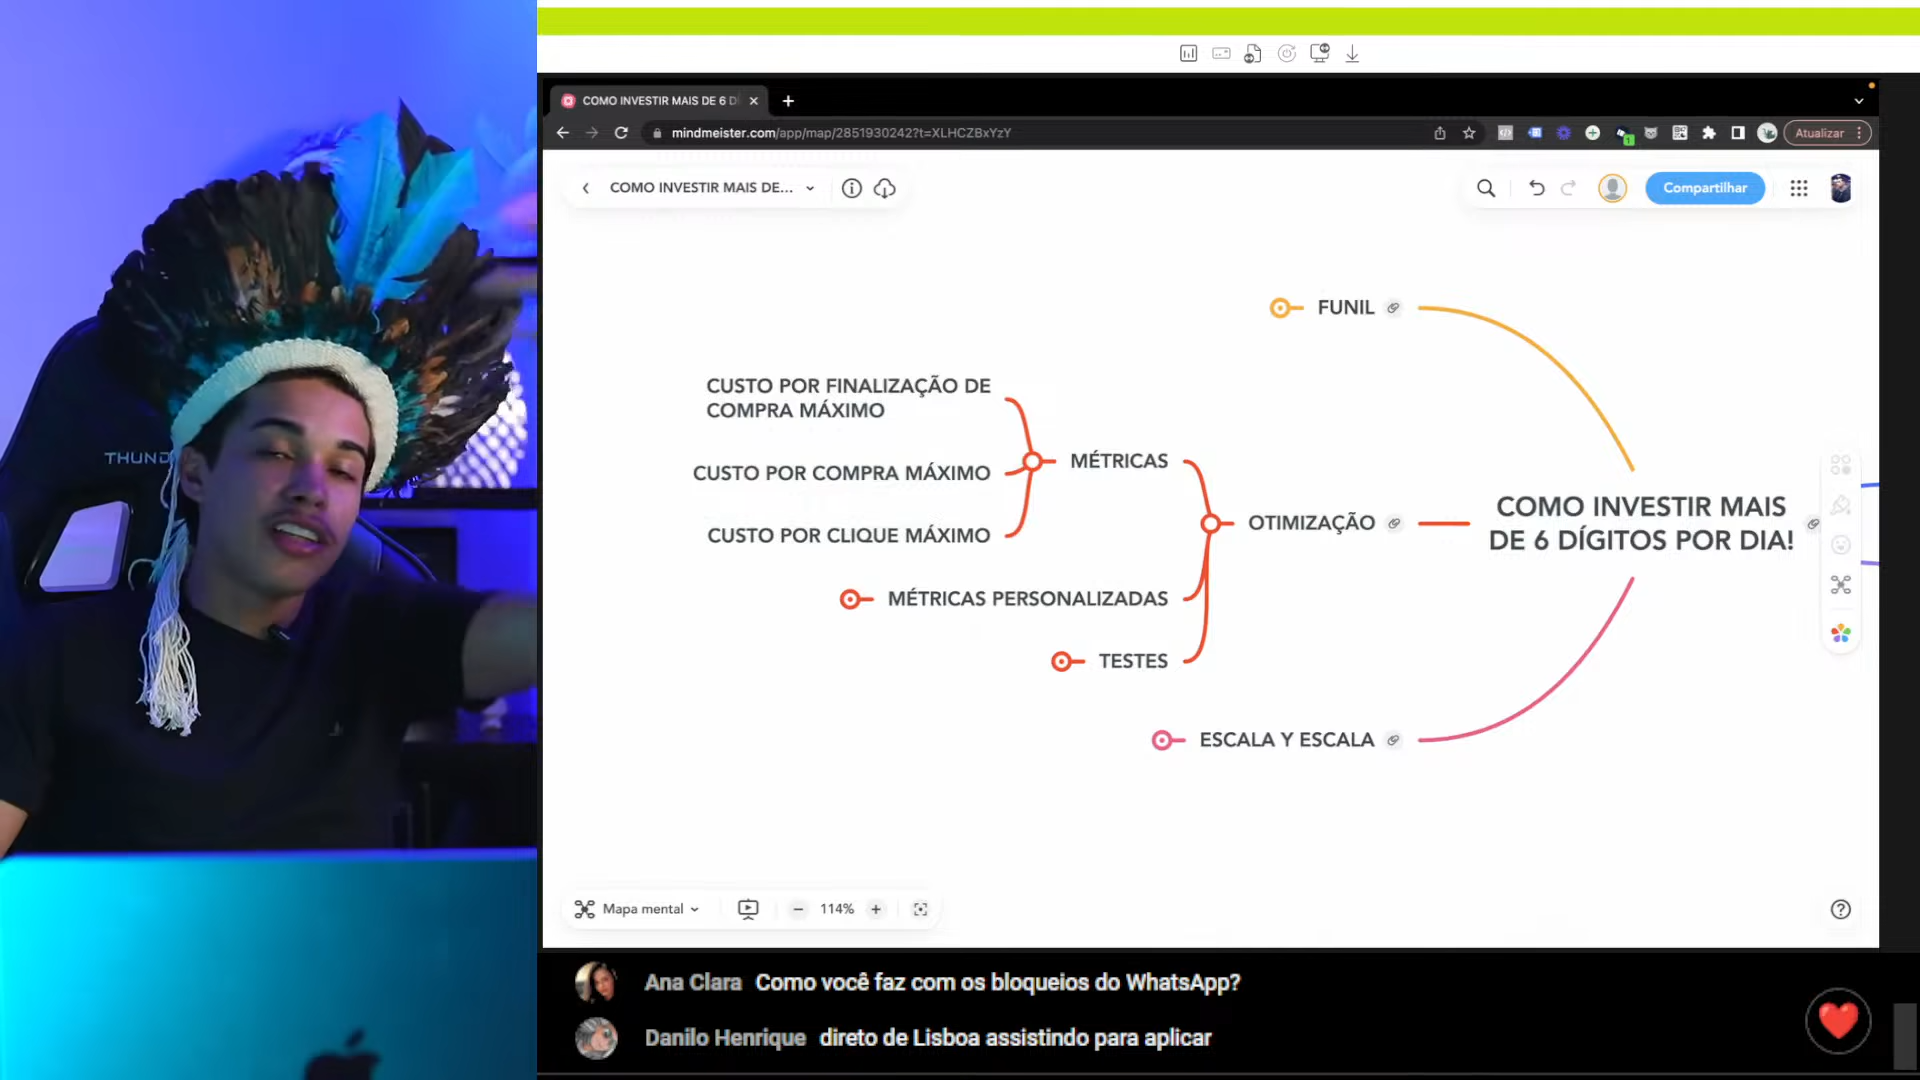 COMO INVESTIR MAIS DE 6 D
mindmeister.com/app/map/2851930242?t=XLHCZBxYzY
Atualizar
COMO INVESTIR MAIS DE...
Compartilhar
FUNIL
CUSTO POR FINALIZAÇÃO DE
COMPRA MÁXIMO
MÉTRICAS
CUSTO POR COMPRA MÁXIMO
CUSTO POR CLIQUE MÁXIMO
OTIMIZAÇÃO
COMO INVESTIR MAIS
DE 6 DÍGITOS POR DIA!
MÉTRICAS PERSONALIZADAS
TESTES
ESCALA Y ESCALA
THUND
Mapa mental
114%
Ana Clara Como você faz com os bloqueios do WhatsApp?
Danilo Henrique direto de Lisboa assistindo para aplicar